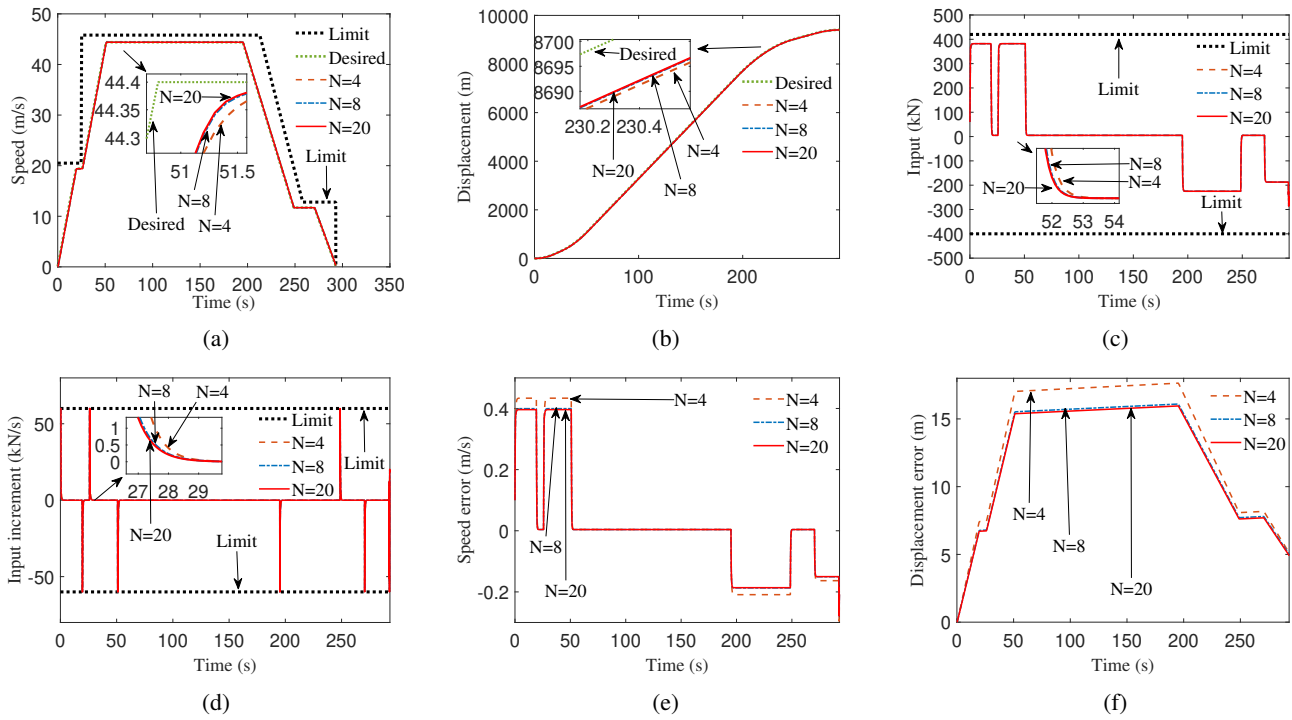 50
40
30
20
10
0
Speed (m/s)
0 50 100 150 200 250 300 350
Time (s)
Limit
Desired
N=4
N=8
N=20
44.4
44.35
44.3
51 51.5
N=20
N=8
N=4
Desired
Limit
(a)
10000
8000
6000
4000
2000
0
Displacement (m)
0 100 200
Time (s)
Desired
N=4
N=8
N=20
8700
8695
8690
230.2 230.4
Desired
N=4
N=20
N=8
(b)
500
400
300
200
100
0
-100
-200
-300
-400
-500
Input (kN)
0 50 100 150 200 250
Time (s)
Limit
N=4
N=8
N=20
Limit
N=8
N=20
N=4
52 53 54
Limit
(c)
50
0
-50
Input increment (kN/s)
0 50 100 150 200 250
Time (s)
Limit
N=4
N=8
N=20
N=8
N=4
1
0.5
0
27 28 29
N=20
Limit
Limit
(d)
0.4
0.2
0
-0.2
Speed error (m/s)
0 50 100 150 200 250
Time (s)
N=4
N=8
N=20
N=4
N=8
N=20
(e)
15
10
5
0
Displacement error (m)
0 50 100 150 200 250
Time (s)
N=4
N=8
N=20
N=4
N=8
N=20
(f)